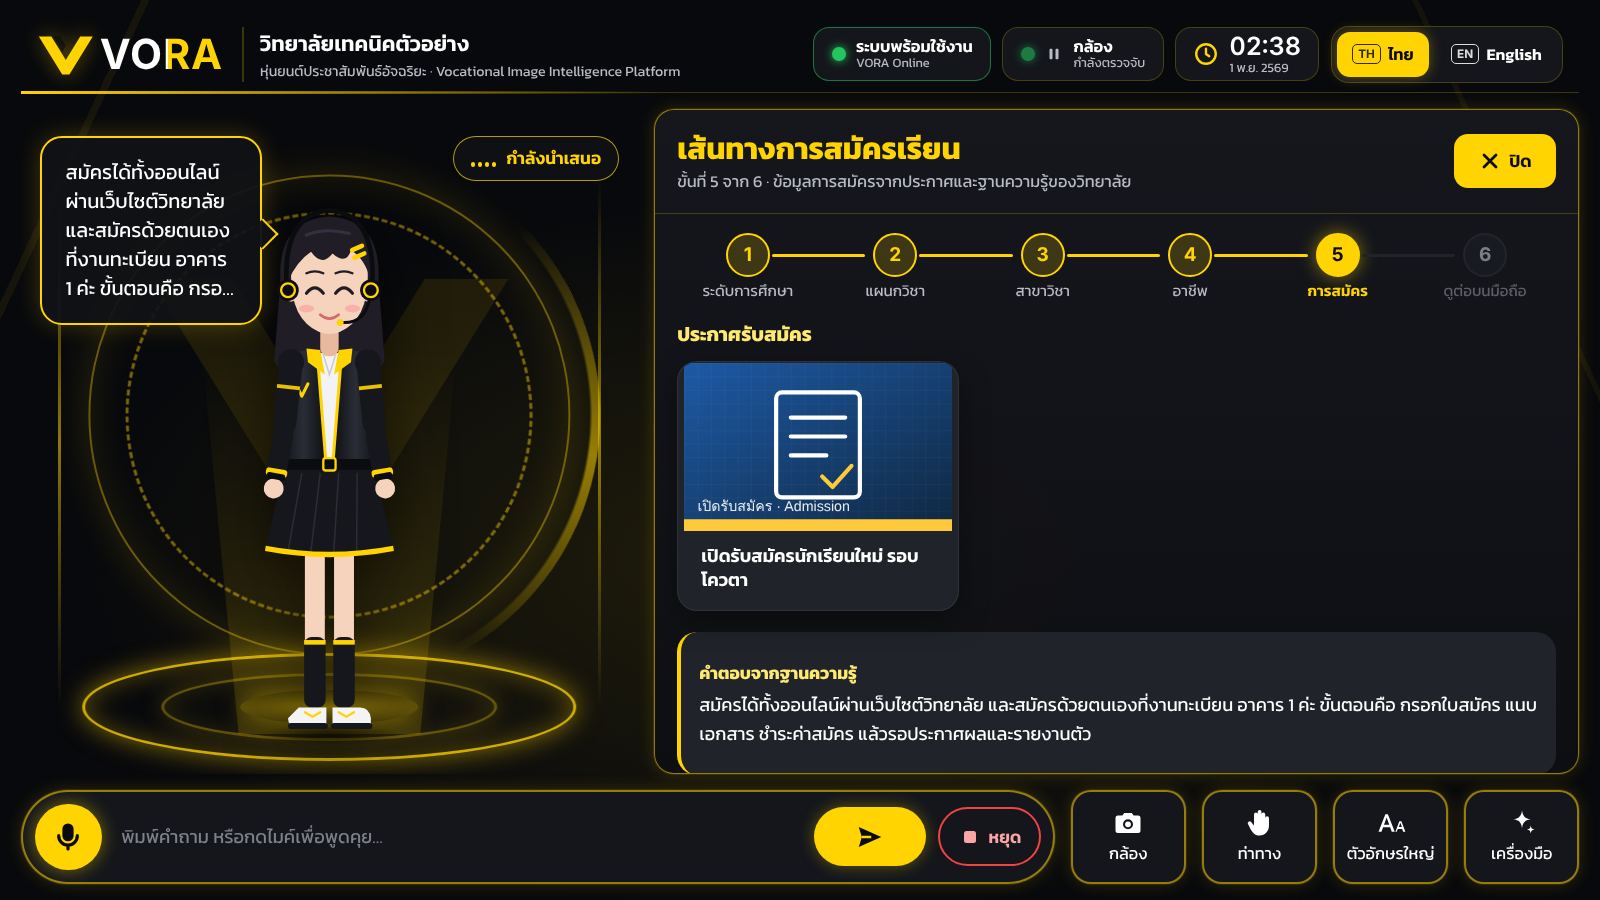 VORA
วิทยาลัยเทคนิคตัวอย่าง
หุ่นยนต์ประชาสัมพันธ์อัจฉริยะ · Vocational Image Intelligence Platform
ระบบพร้อมใช้งาน
VORA Online
กล้อง
กำลังตรวจจับ
02:38
1 พ.ย. 2569
TH ไทย
EN English
สมัครได้ทั้งออนไลน์
ผ่านเว็บไซต์วิทยาลัย
และสมัครด้วยตนเอง
ที่งานทะเบียน อาคาร
1 ค่ะ ขั้นตอนคือ กรอ...
กำลังนำเสนอ
เส้นทางการสมัครเรียน
ขั้นที่ 5 จาก 6 · ข้อมูลการสมัครจากประกาศและฐานความรู้ของวิทยาลัย
ปิด
1 2 3 4 5 6
ระดับการศึกษา แผนกวิชา สาขาวิชา อาชีพ การสมัคร ดูต่อบนมือถือ
ประกาศรับสมัคร
เปิดรับสมัคร · Admission
เปิดรับสมัครนักเรียนใหม่ รอบ
โควตา
คำตอบจากฐานความรู้
สมัครได้ทั้งออนไลน์ผ่านเว็บไซต์วิทยาลัย และสมัครด้วยตนเองที่งานทะเบียน อาคาร 1 ค่ะ ขั้นตอนคือ กรอกใบสมัคร แนบ
เอกสาร ชำระค่าสมัคร แล้วรอประกาศผลและรายงานตัว
พิมพ์คำถาม หรือกดไมค์เพื่อพูดคุย...
หยุด
กล้อง
ท่าทาง
ตัวอักษรใหญ่
เครื่องมือ